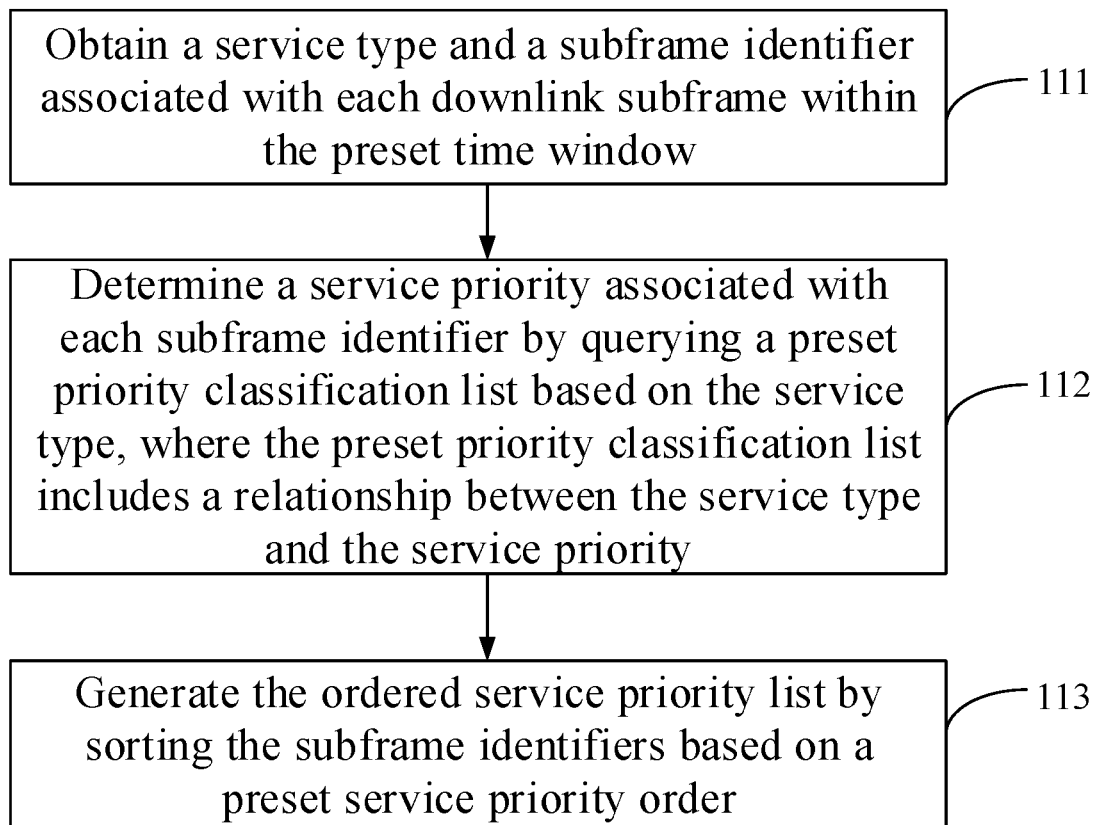 Obtain a service type and a subframe identifier
associated with each downlink subframe within
the preset time window
111
Determine a service priority associated with
each subframe identifier by querying a preset
priority classification list based on the service
type, where the preset priority classification list
includes a relationship between the service type
and the service priority
112
Generate the ordered service priority list by
sorting the subframe identifiers based on a
preset service priority order
113